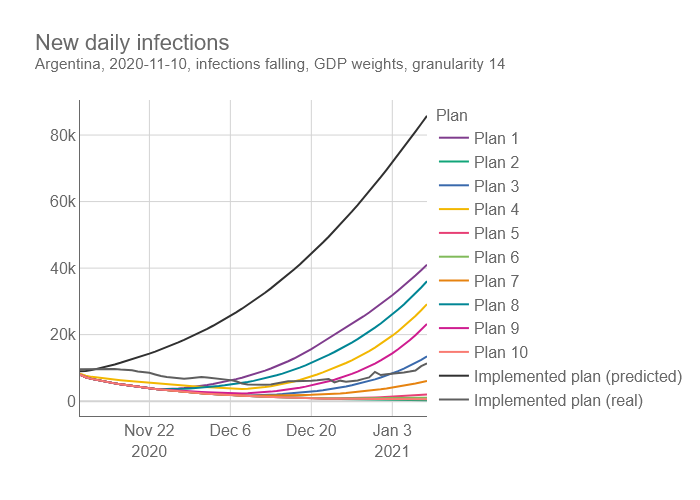 New daily infections
Argentina, 2020-11-10, infections falling, GDP weights, granularity 14
Plan
Plan 1
Plan 2
Plan 3
Plan 4
Plan 5
Plan 6
Plan 7
Plan 8
Plan 9
Plan 10
Implemented plan (predicted)
Implemented plan (real)
80k
60k
40k
20k
0
Nov 22
2020
Dec 6
Dec 20
Jan 3
2021